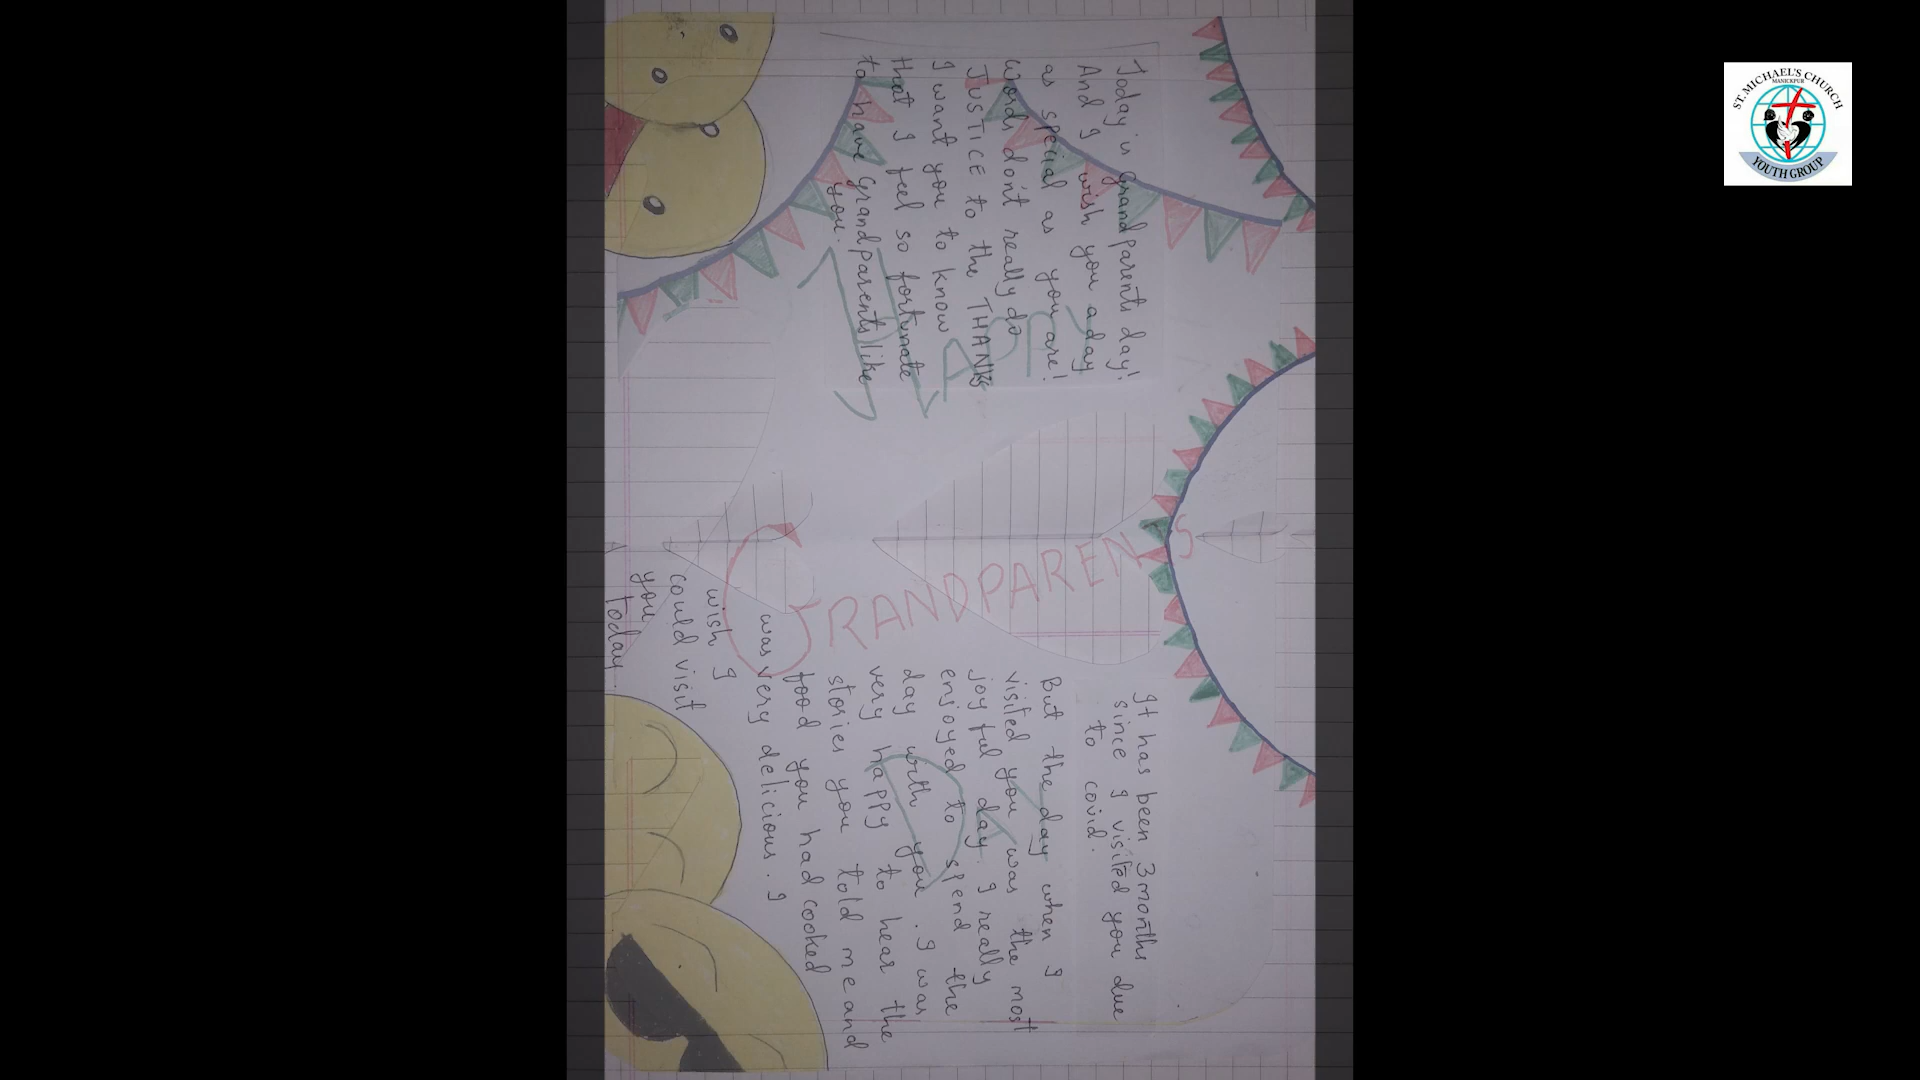 Today is grandparents day!
And I wish you a day
as special as you are!
Words don't really do
JUSTICE to the THANKS
I want you to know
that I feel so fortunate
to have grandparents like
you.
HAPPY
GRANDPARENTS
DAY
It has been 3 months
since I visited you due
to covid.
But the day when I
visited you was the most
joyful day. I really
enjoyed to spend the
day with you. I was
very happy to hear the
stories you told me and
food you had cooked
was very delicious. I
wish I
could visit
you
today.
ST. MICHAEL'S CHURCH
MANICKPUR
YOUTH GROUP